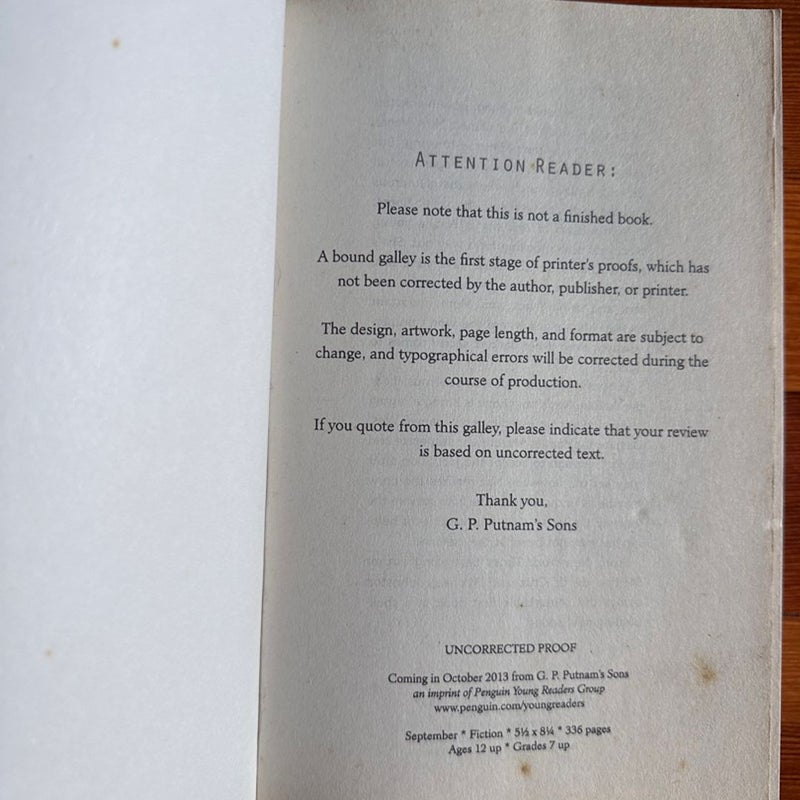 ATTENTION READER:
Please note that this is not a finished book.
A bound galley is the first stage of printer's proofs, which has
not been corrected by the author, publisher, or printer.
The design, artwork, page length, and format are subject to
change, and typographical errors will be corrected during the
course of production.
If you quote from this galley, please indicate that your review
is based on uncorrected text.
Thank you,
G. P. Putnam's Sons
UNCORRECTED PROOF
Coming in October 2013 from G. P. Putnam's Sons
an imprint of Penguin Young Readers Group
www.penguin.com/youngreaders
September * Fiction * 5½ x 8¼ * 336 pages
Ages 12 up * Grades 7 up